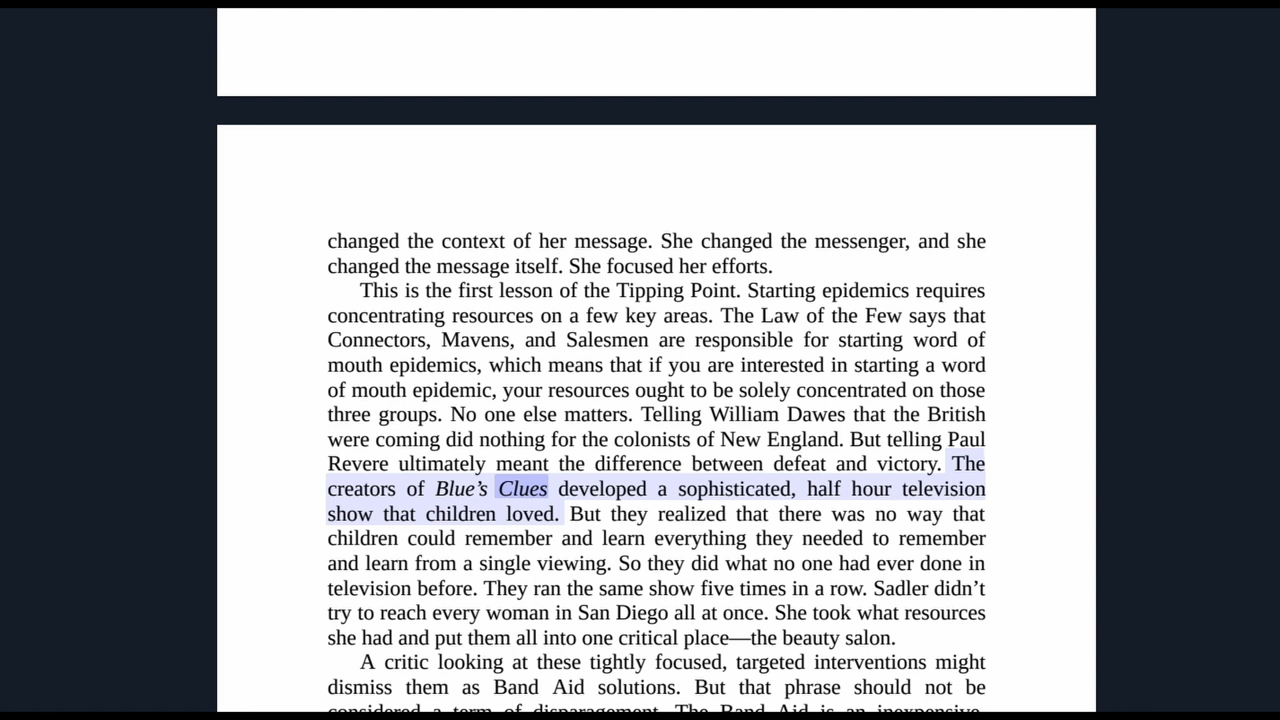 changed the context of her message. She changed the messenger, and she
changed the message itself. She focused her efforts.
This is the first lesson of the Tipping Point. Starting epidemics requires
concentrating resources on a few key areas. The Law of the Few says that
Connectors, Mavens, and Salesmen are responsible for starting word of
mouth epidemics, which means that if you are interested in starting a word
of mouth epidemic, your resources ought to be solely concentrated on those
three groups. No one else matters. Telling William Dawes that the British
were coming did nothing for the colonists of New England. But telling Paul
Revere ultimately meant the difference between defeat and victory. The
creators of Blue’s Clues developed a sophisticated, half hour television
show that children loved. But they realized that there was no way that
children could remember and learn everything they needed to remember
and learn from a single viewing. So they did what no one had ever done in
television before. They ran the same show five times in a row. Sadler didn’t
try to reach every woman in San Diego all at once. She took what resources
she had and put them all into one critical place—the beauty salon.
A critic looking at these tightly focused, targeted interventions might
dismiss them as Band Aid solutions. But that phrase should not be
considered a term of disparagement. The Band Aid is an inexpensive,